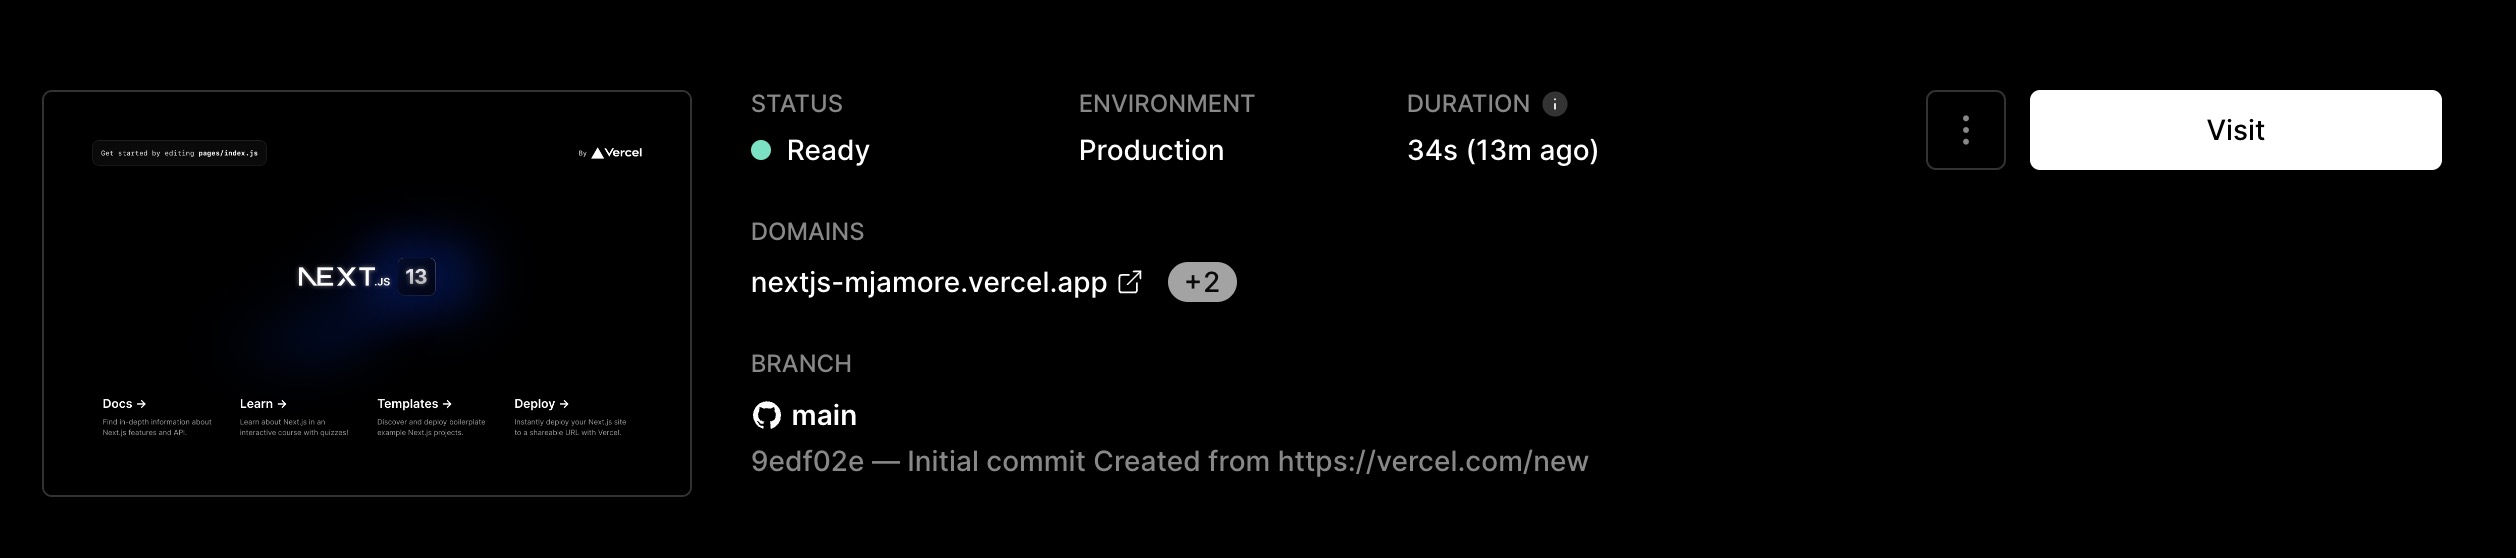 Get started by editing pages/index.js
By Vercel
NEXT.JS 13
Docs ->
Find in-depth information about
Next.js features and API.
Learn ->
Learn about Next.js in an
interactive course with quizzes!
Templates ->
Discover and deploy boilerplate
example Next.js projects.
Deploy ->
Instantly deploy your Next.js site
to a shareable URL with Vercel.
STATUS
Ready
ENVIRONMENT
Production
DURATION i
34s (13m ago)
Visit
DOMAINS
nextjs-mjamore.vercel.app +2
BRANCH
main
9edf02e — Initial commit Created from https://vercel.com/new